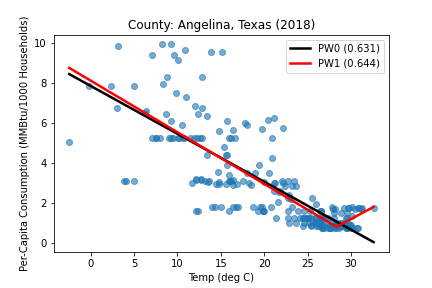 County: Angelina, Texas (2018)
Per-Capita Consumption (MMBtu/1000 Households)
10
8
6
4
2
0
PW0 (0.631)
PW1 (0.644)
0 5 10 15 20 25 30
Temp (deg C)